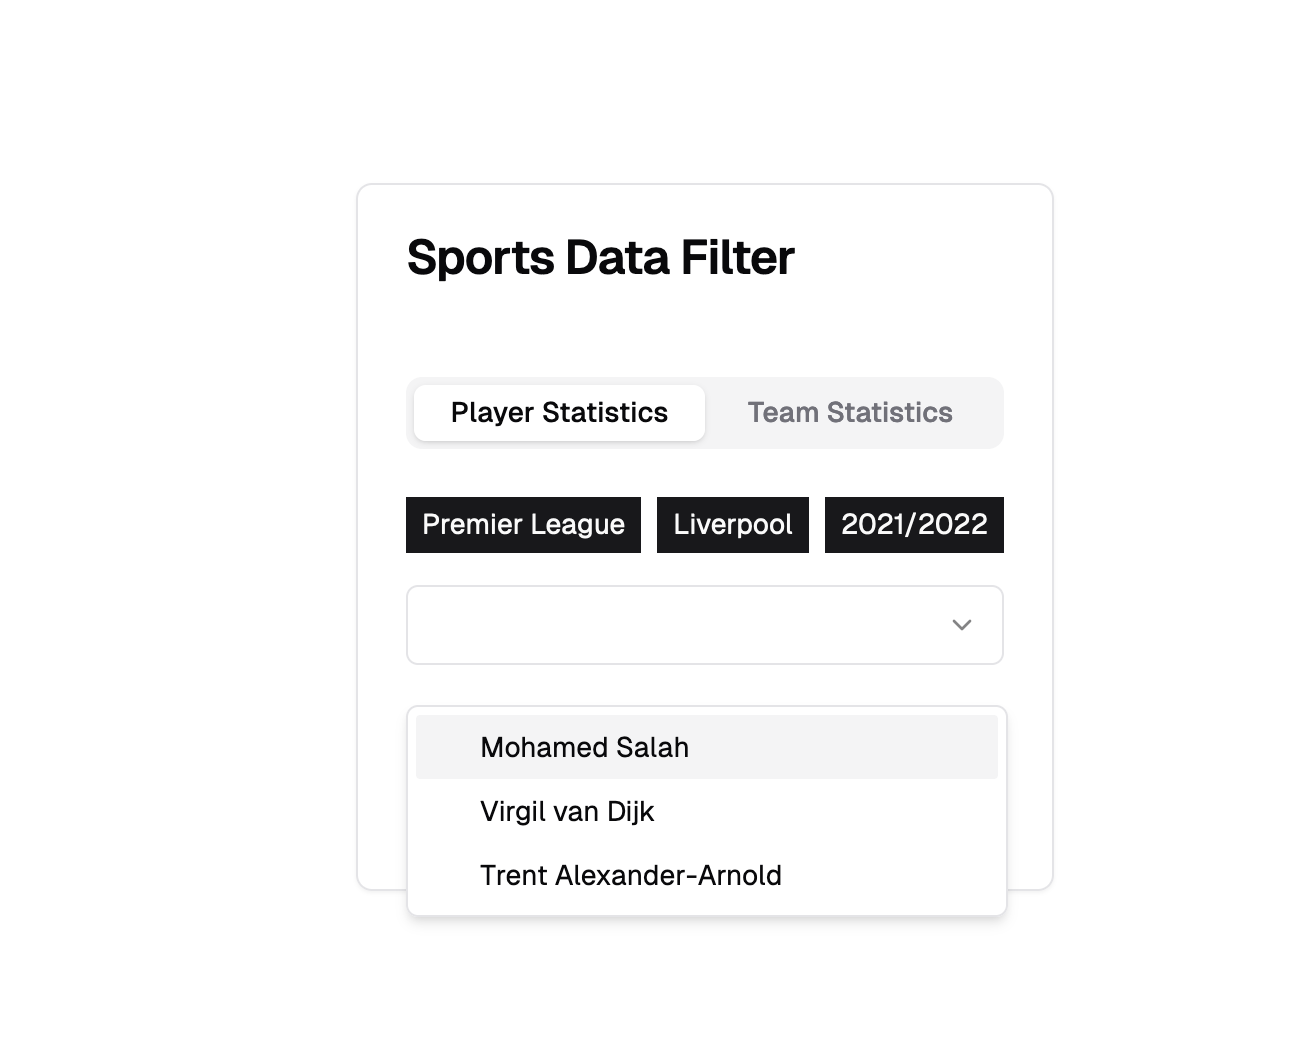 Sports Data Filter
Player Statistics Team Statistics
Premier League Liverpool 2021/2022
Mohamed Salah
Virgil van Dijk
Trent Alexander-Arnold